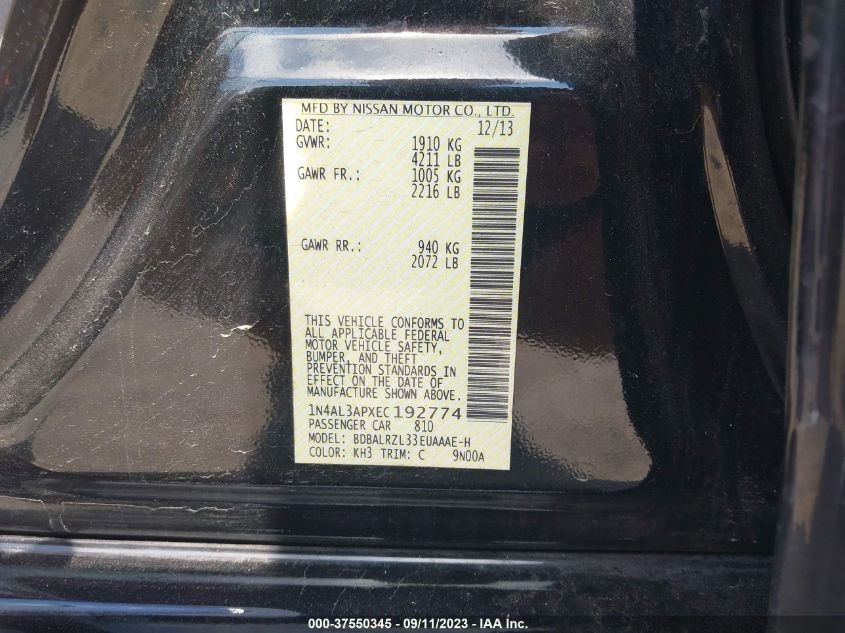 MFD BY NISSAN MOTOR CO., LTD.
DATE: 12/13
GVWR: 1910 KG
4211 LB
GAWR FR.: 1005 KG
2216 LB
GAWR RR.: 940 KG
2072 LB
THIS VEHICLE CONFORMS TO
ALL APPLICABLE FEDERAL
MOTOR VEHICLE SAFETY,
BUMPER, AND THEFT
PREVENTION STANDARDS IN
EFFECT ON THE DATE OF
MANUFACTURE SHOWN ABOVE.
1N4AL3APXEC192774
PASSENGER CAR 810
MODEL: BDBALRZL33EUAAAE-H
COLOR: KH3 TRIM: C 9N00A
000-37550345 - 09/11/2023 - IAA Inc.